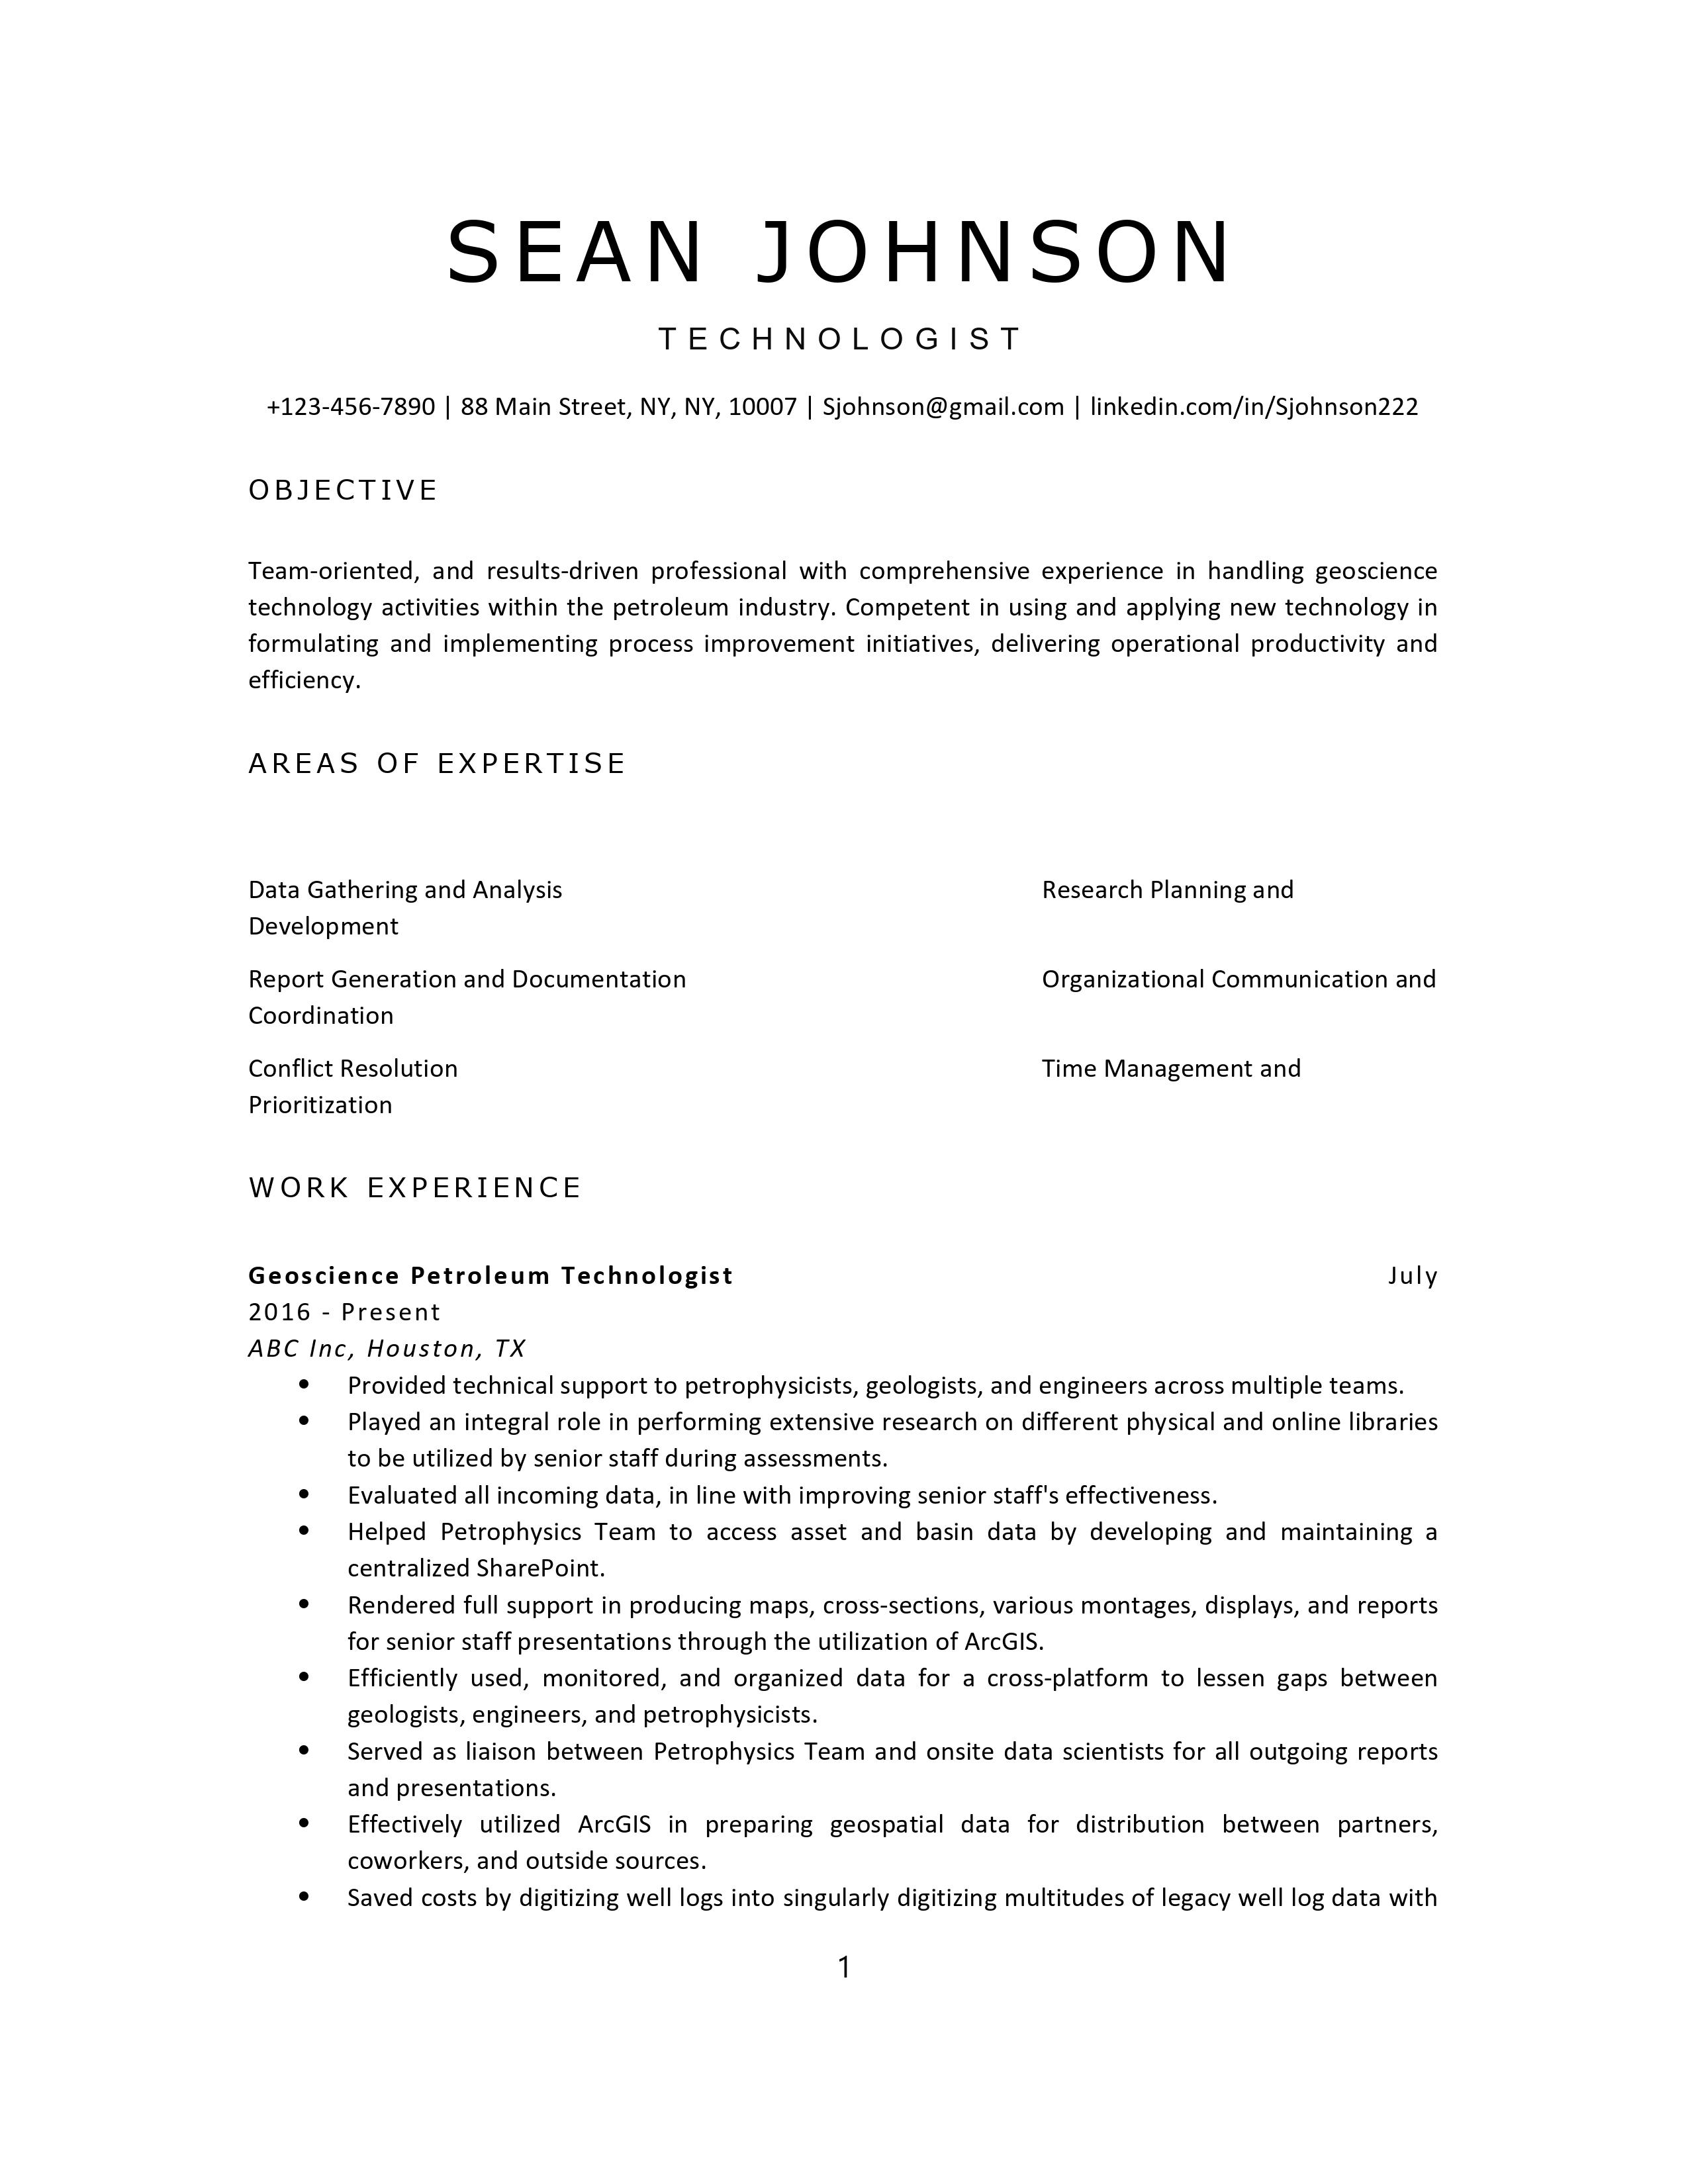 SEAN JOHNSON
TECHNOLOGIST
+123-456-7890 | 88 Main Street, NY, NY, 10007 | Sjohnson@gmail.com | linkedin.com/in/Sjohnson222
OBJECTIVE
Team-oriented, and results-driven professional with comprehensive experience in handling geoscience
technology activities within the petroleum industry. Competent in using and applying new technology in
formulating and implementing process improvement initiatives, delivering operational productivity and
efficiency.
AREAS OF EXPERTISE
Data Gathering and Analysis Research Planning and
Development
Report Generation and Documentation Organizational Communication and
Coordination
Conflict Resolution Time Management and
Prioritization
WORK EXPERIENCE
Geoscience Petroleum Technologist July
2016 - Present
ABC Inc, Houston, TX
• Provided technical support to petrophysicists, geologists, and engineers across multiple teams.
• Played an integral role in performing extensive research on different physical and online libraries
to be utilized by senior staff during assessments.
• Evaluated all incoming data, in line with improving senior staff's effectiveness.
• Helped Petrophysics Team to access asset and basin data by developing and maintaining a
centralized SharePoint.
• Rendered full support in producing maps, cross-sections, various montages, displays, and reports
for senior staff presentations through the utilization of ArcGIS.
• Efficiently used, monitored, and organized data for a cross-platform to lessen gaps between
geologists, engineers, and petrophysicists.
• Served as liaison between Petrophysics Team and onsite data scientists for all outgoing reports
and presentations.
• Effectively utilized ArcGIS in preparing geospatial data for distribution between partners,
coworkers, and outside sources.
• Saved costs by digitizing well logs into singularly digitizing multitudes of legacy well log data with
1